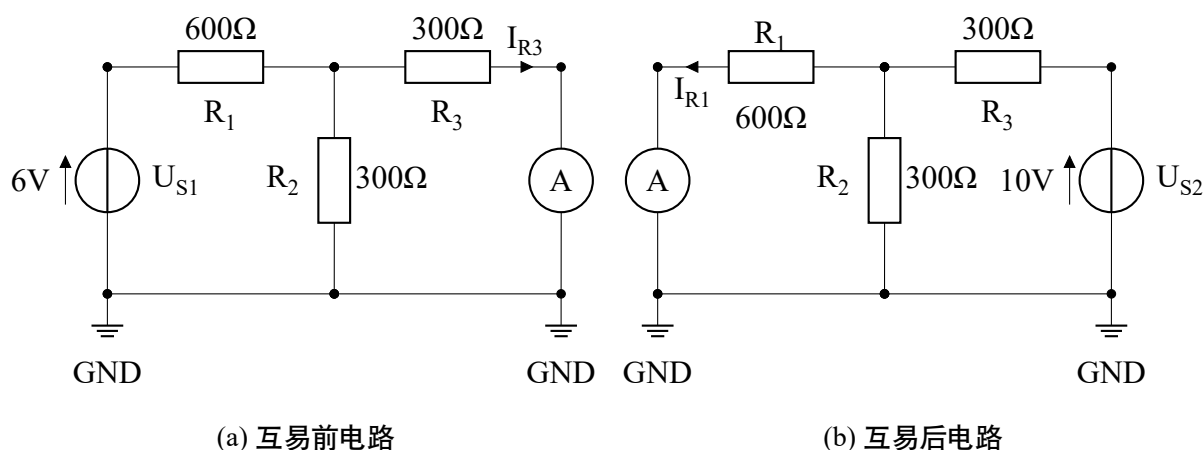 600Ω 300Ω I_R3 R_1 300Ω
R_1 R_3 I_R1 600Ω R_3
6V U_S1 R_2 300Ω A A R_2 300Ω 10V U_S2
GND GND GND GND
(a) 互易前电路 (b) 互易后电路